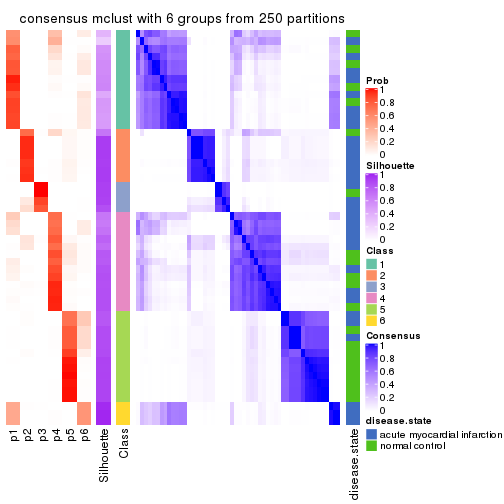 consensus mclust with 6 groups from 250 partitions
Prob
1
0.8
0.6
0.4
0.2
0
Silhouette
1
0.8
0.6
0.4
0.2
0
Class
1
2
3
4
5
6
Consensus
1
0.8
0.6
0.4
0.2
0
disease.state
acute myocardial infarction
normal control
p1
p2
p3
p4
p5
p6
Silhouette
Class
disease.state